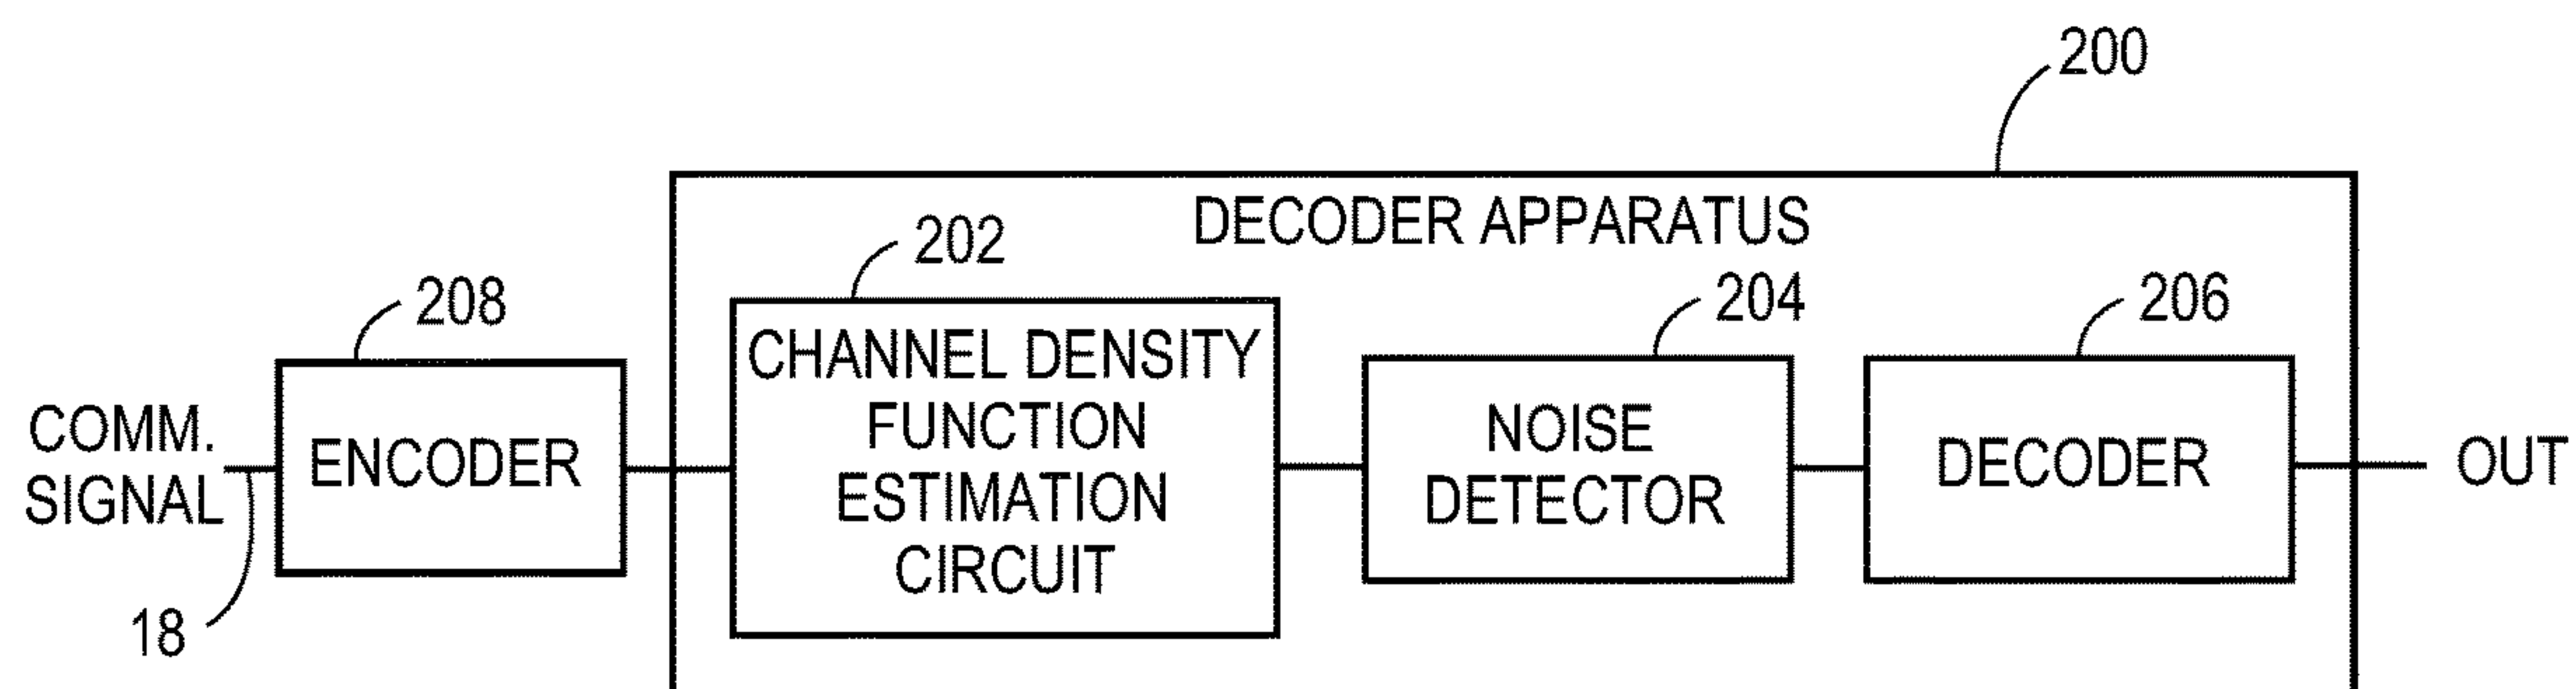 200
DECODER APPARATUS
202
208
204
206
COMM.
SIGNAL
18
ENCODER
CHANNEL DENSITY
FUNCTION
ESTIMATION
CIRCUIT
NOISE
DETECTOR
DECODER
OUT